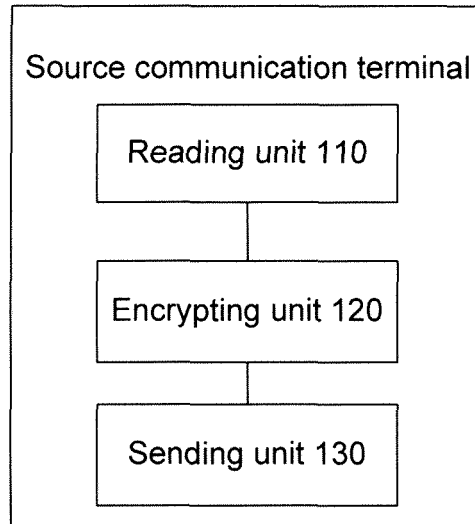 Source communication terminal
Reading unit 110
Encrypting unit 120
Sending unit 130